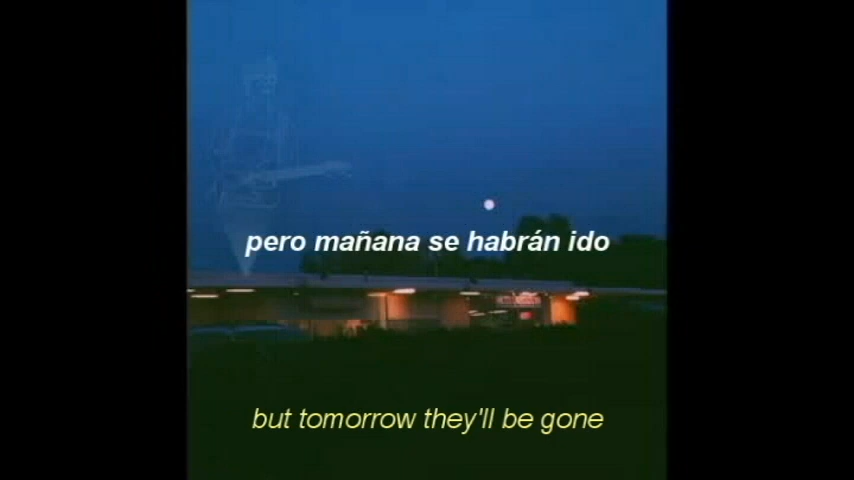 pero mañana se habrán ido
but tomorrow they'll be gone